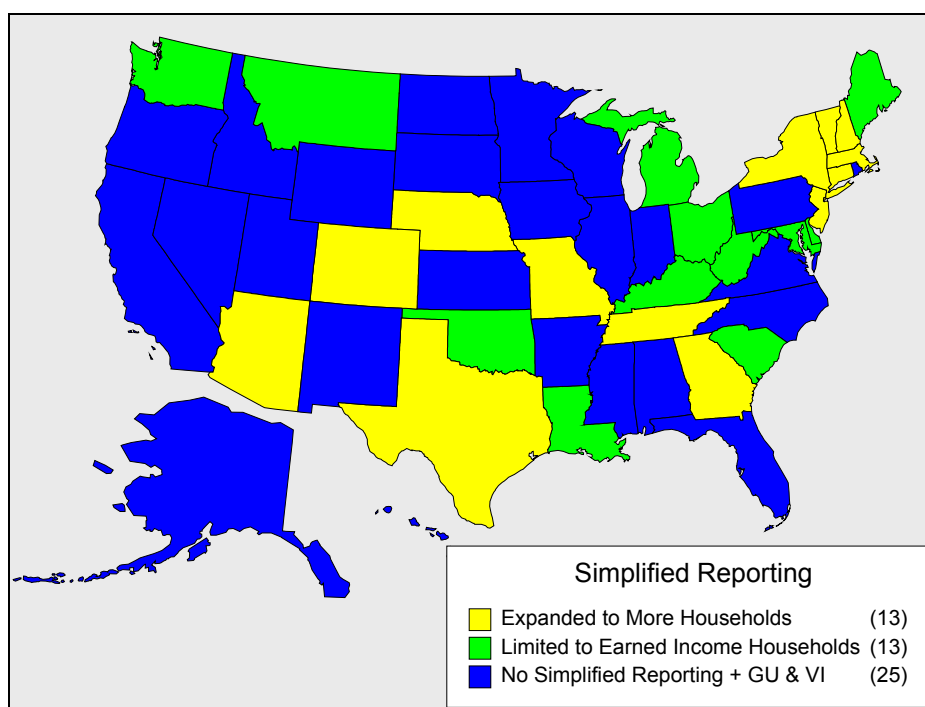 Simplified Reporting
Expanded to More Households (13)
Limited to Earned Income Households (13)
No Simplified Reporting + GU & VI (25)